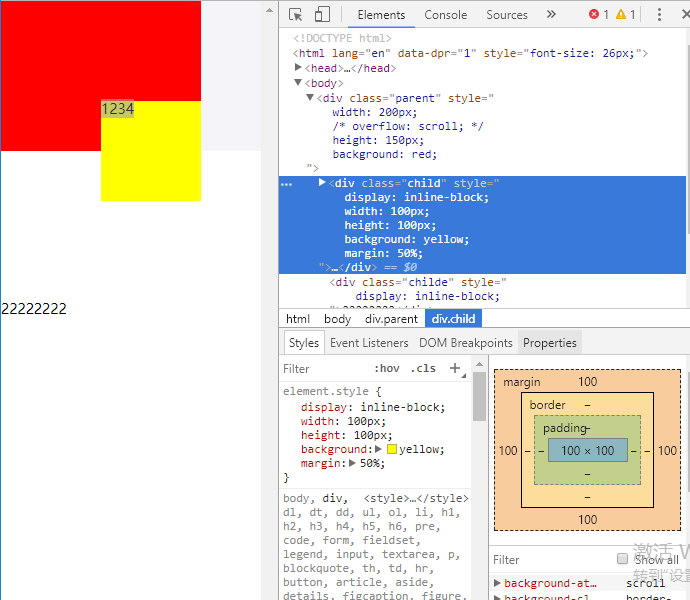 1234
22222222
Elements Console Sources » 1 1
<!DOCTYPE html>
<html lang="en" data-dpr="1" style="font-size: 26px;">
<head>…</head>
<body>
<div class="parent" style="
width: 200px;
/* overflow: scroll; */
height: 150px;
background: red;
">
<div class="child" style="
display: inline-block;
width: 100px;
height: 100px;
background: yellow;
margin: 50%;
">…</div> == $0
<div class="childe" style="
display: inline-block;
html body div.parent div.child
Styles Event Listeners DOM Breakpoints Properties
Filter :hov .cls +
element.style {
display: inline-block;
width: 100px;
height: 100px;
background: yellow;
margin: 50%;
}
body, div, <style>…</style>
dl, dt, dd, ul, ol, li, h1,
h2, h3, h4, h5, h6, pre,
code, form, fieldset,
legend, input, textarea, p,
blockquote, th, td, hr,
button, article, aside,
details, figcaption, figure,
margin 100
border –
padding –
100 – – 100 × 100 – – 100
–
–
100
激活 W
Filter Show all
转到"设置
background-at… scroll
background-cl… border-